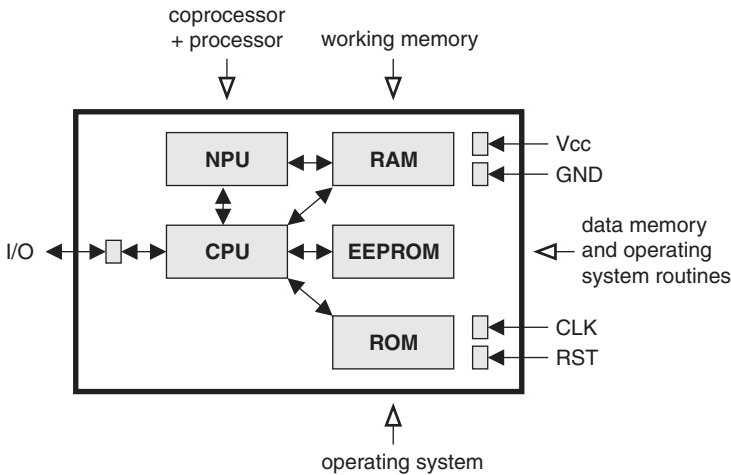 coprocessor
+ processor
working memory
NPU
RAM
Vcc
GND
I/O
CPU
EEPROM
data memory
and operating
system routines
ROM
CLK
RST
operating system